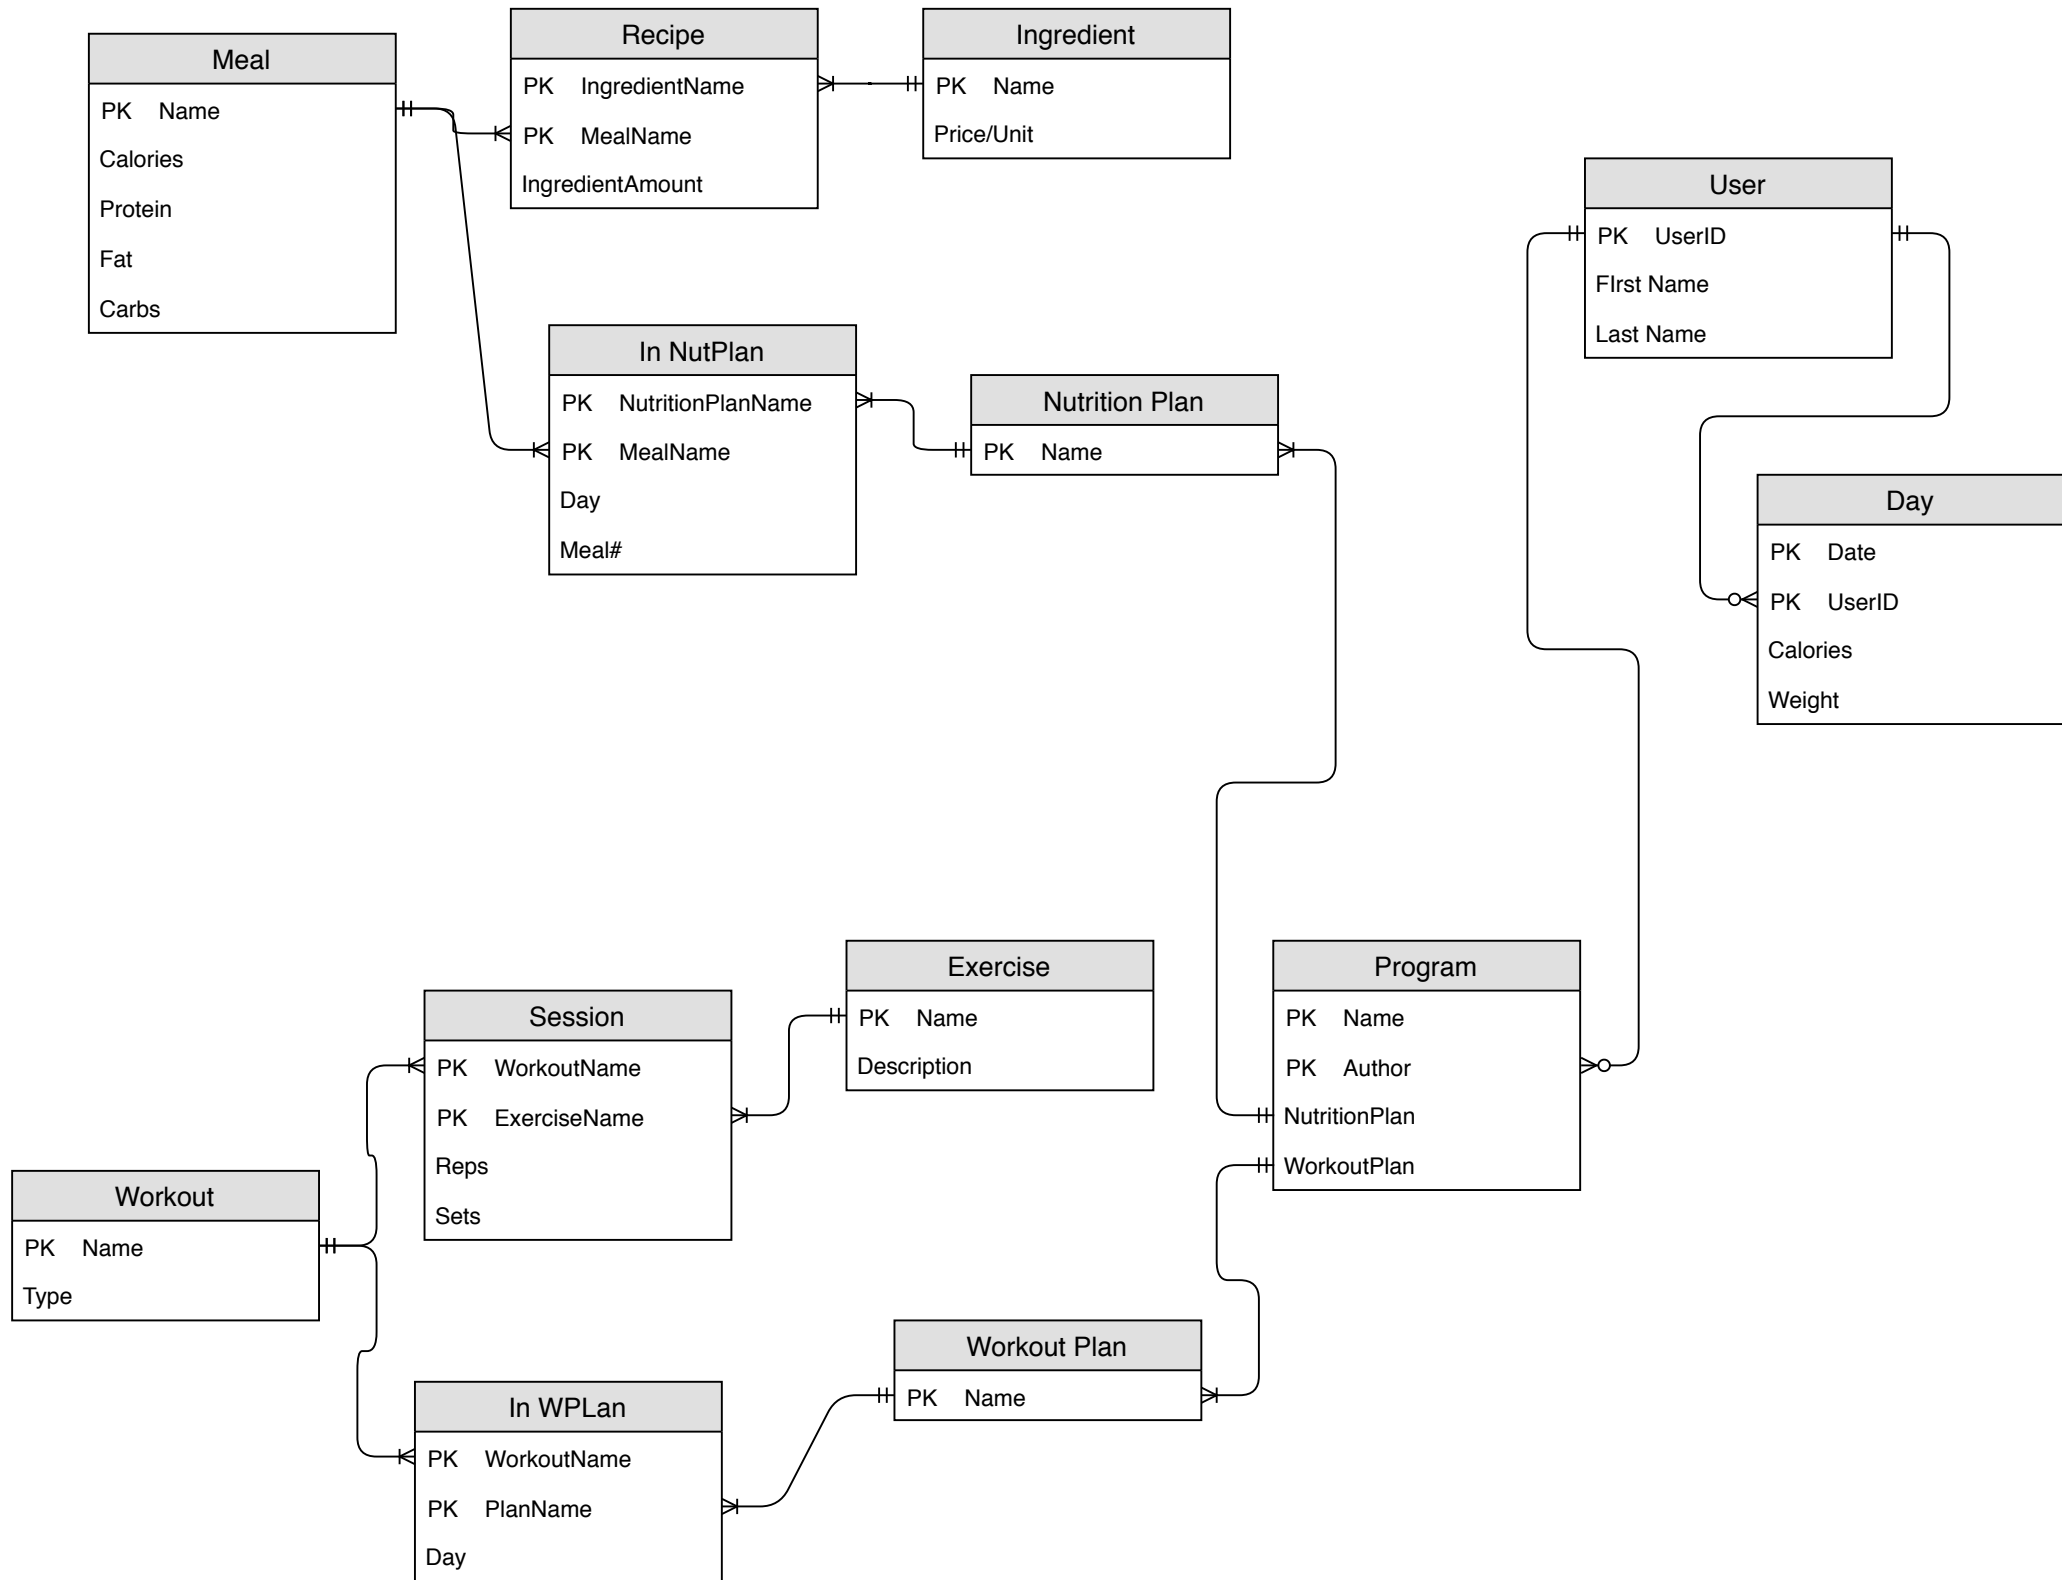 Meal
PK Name
Calories
Protein
Fat
Carbs
Recipe
PK IngredientName
PK MealName
IngredientAmount
Ingredient
PK Name
Price/Unit
User
PK UserID
FIrst Name
Last Name
In NutPlan
PK NutritionPlanName
PK MealName
Day
Meal#
Nutrition Plan
PK Name
Day
PK Date
PK UserID
Calories
Weight
Exercise
PK Name
Description
Program
PK Name
PK Author
NutritionPlan
WorkoutPlan
Session
PK WorkoutName
PK ExerciseName
Reps
Sets
Workout
PK Name
Type
Workout Plan
PK Name
In WPLan
PK WorkoutName
PK PlanName
Day